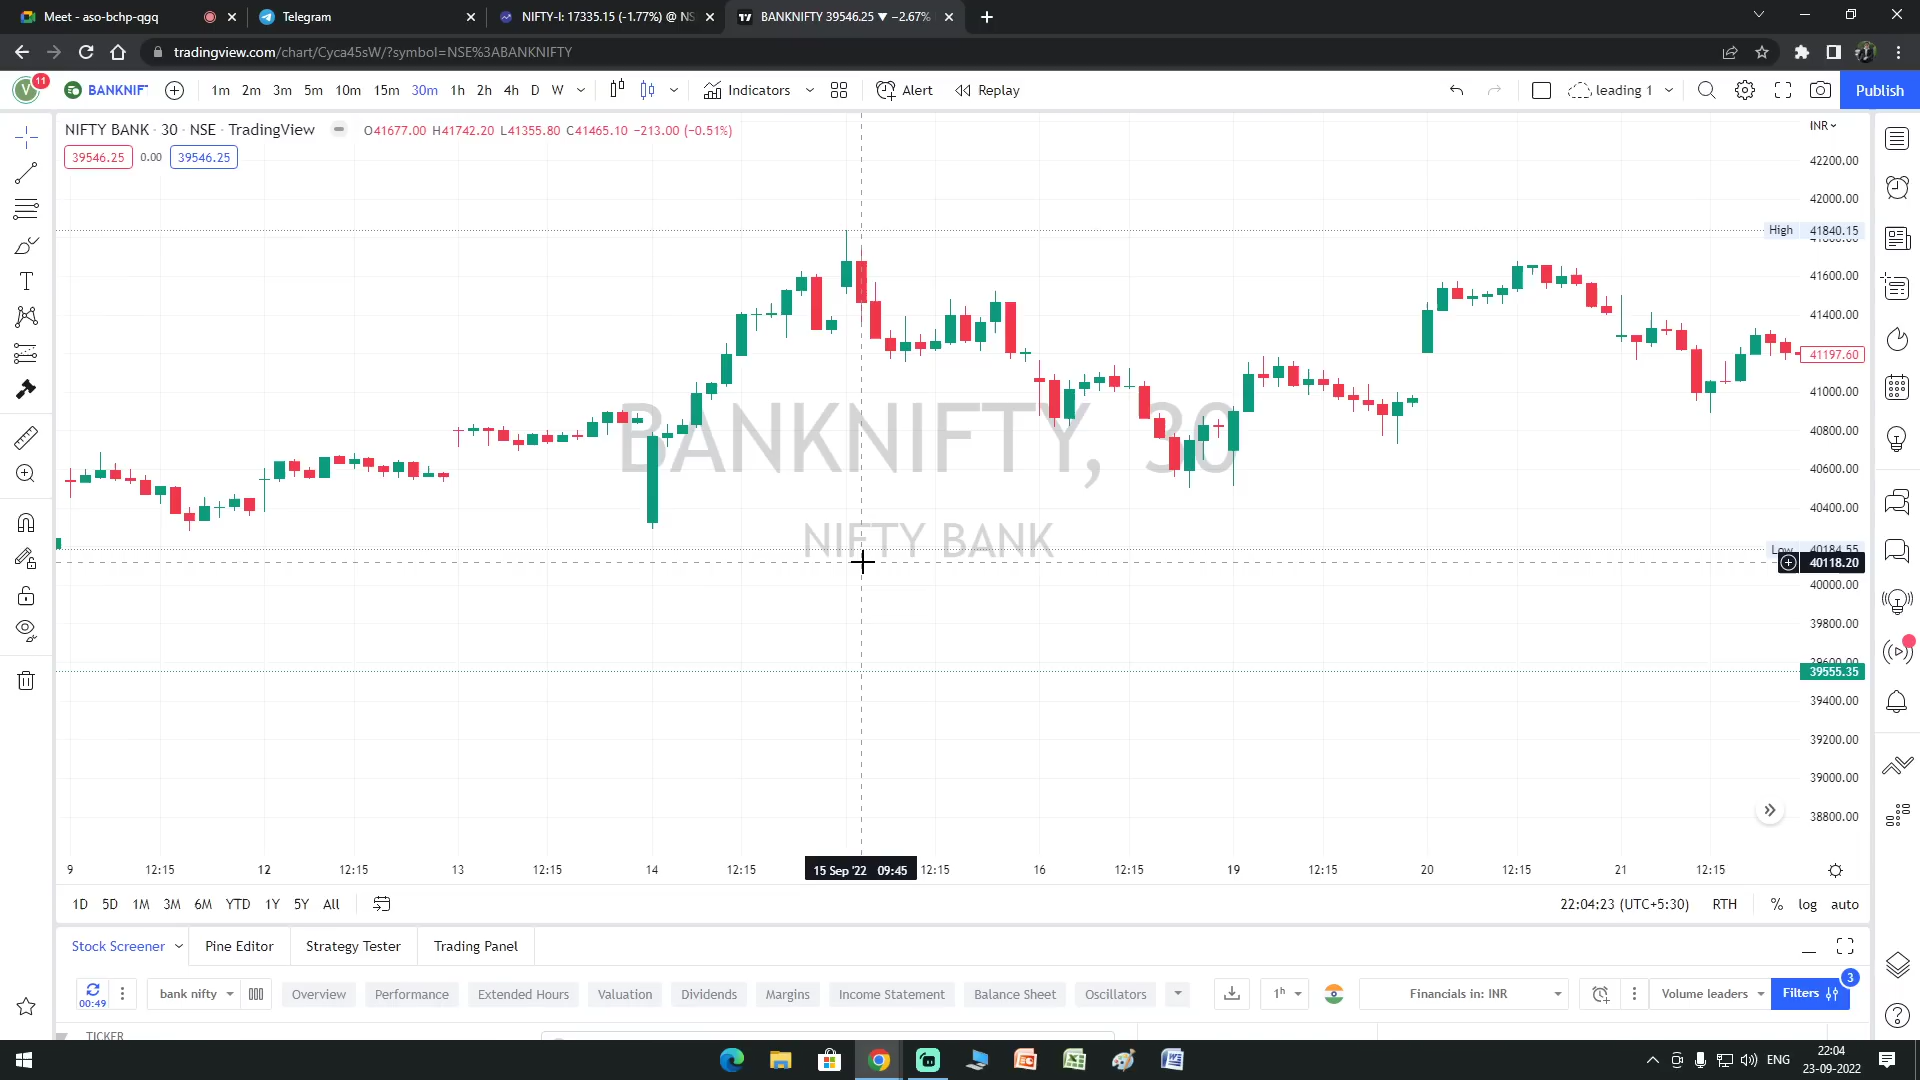 Meet - aso-bchp-qgq
Telegram
NIFTY-I: 17335.15 (-1.77%) @ NS
BANKNIFTY 39546.25 ▼ −2.67%
tradingview.com/chart/Cyca45sW/?symbol=NSE%3ABANKNIFTY
V 11 BANKNIF 1m 2m 3m 5m 10m 15m 30m 1h 2h 4h D W Indicators Alert Replay leading 1 Publish
NIFTY BANK · 30 · NSE · TradingView O41677.00 H41742.20 L41355.80 C41465.10 −213.00 (−0.51%) INR
39546.25 0.00 39546.25
42200.00
42000.00
High 41840.15
41600.00
41400.00
41197.60
41000.00
40800.00
40600.00
40400.00
Low 40184.55
40118.20
40000.00
39800.00
39600.00
39555.35
39400.00
39200.00
39000.00
38800.00
BANKNIFTY, 30
NIFTY BANK
9 12:15 12 12:15 13 12:15 14 12:15 15 Sep '22 09:45 12:15 16 12:15 19 12:15 20 12:15 21 12:15
1D 5D 1M 3M 6M YTD 1Y 5Y All 22:04:23 (UTC+5:30) RTH % log auto
Stock Screener Pine Editor Strategy Tester Trading Panel
00:49 bank nifty Overview Performance Extended Hours Valuation Dividends Margins Income Statement Balance Sheet Oscillators 1h Financials in: INR Volume leaders Filters 3
TICKER
ENG 22:04
23-09-2022